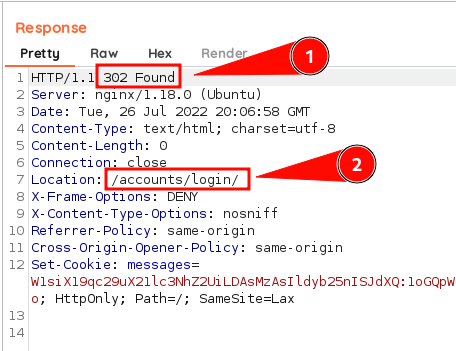 Response
Pretty Raw Hex Render
1 HTTP/1.1 302 Found
2 Server: nginx/1.18.0 (Ubuntu)
3 Date: Tue, 26 Jul 2022 20:06:58 GMT
4 Content-Type: text/html; charset=utf-8
5 Content-Length: 0
6 Connection: close
7 Location: /accounts/login/
8 X-Frame-Options: DENY
9 X-Content-Type-Options: nosniff
10 Referrer-Policy: same-origin
11 Cross-Origin-Opener-Policy: same-origin
12 Set-Cookie: messages=
W1siX19qc29uX21lc3NhZ2UiLDAsMzAsIldyb25nISJdXQ:1oGQpW
o; HttpOnly; Path=/; SameSite=Lax
13
14
1
2